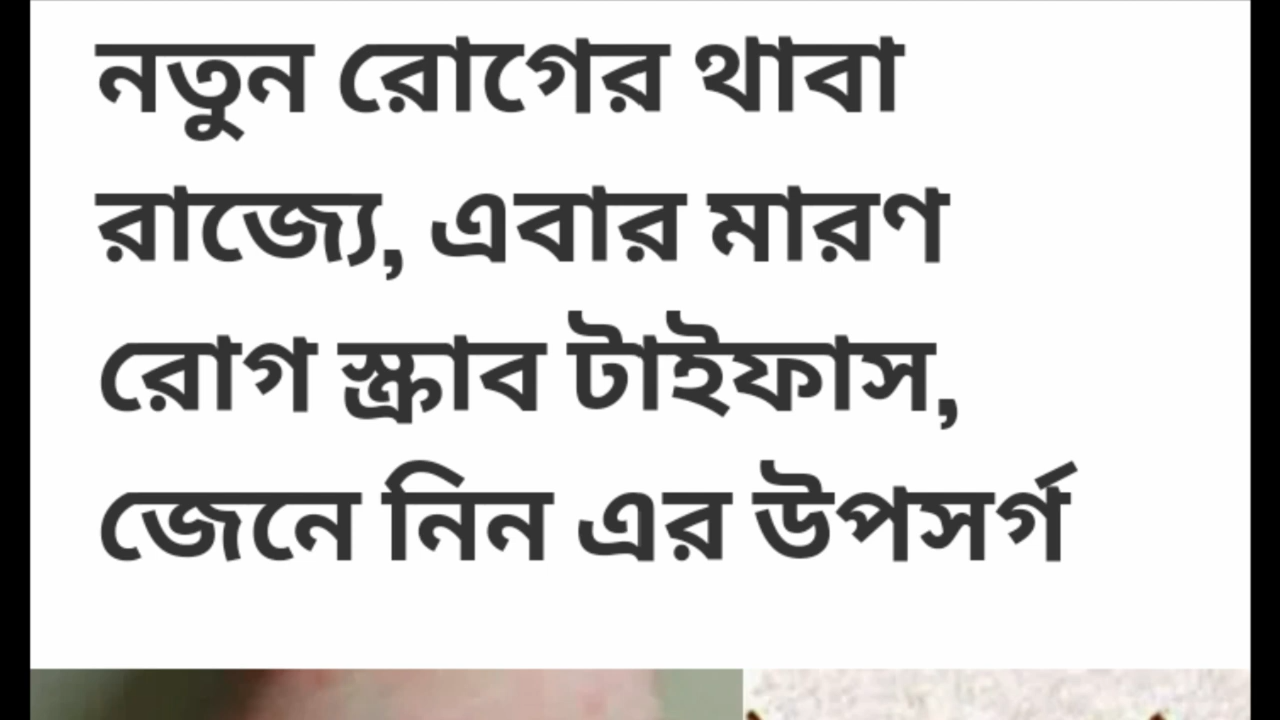 নতুন রোগের থাবা
রাজ্যে, এবার মারণ
রোগ স্ক্রাব টাইফাস,
জেনে নিন এর উপসর্গ